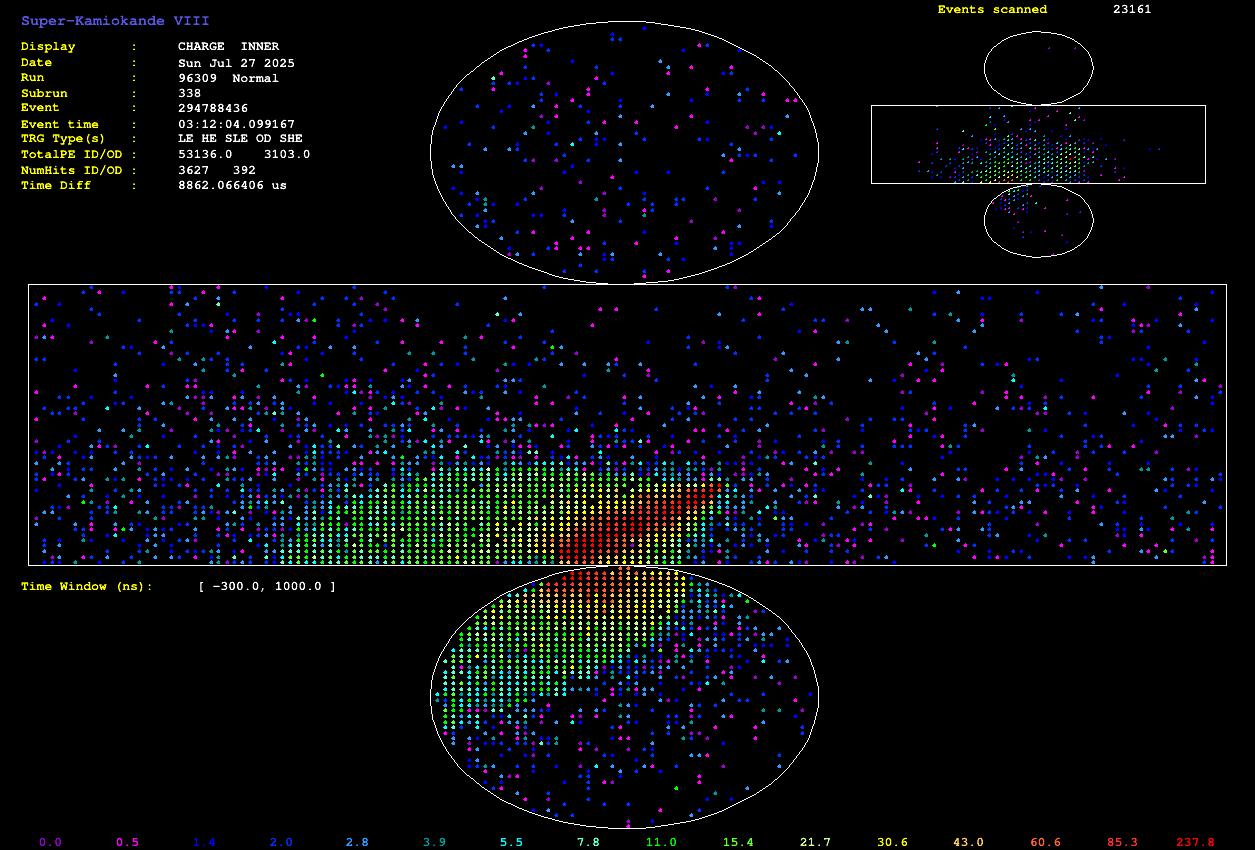 Super-Kamiokande VIII
Events scanned 23161
Display : CHARGE INNER
Date : Sun Jul 27 2025
Run : 96309 Normal
Subrun : 338
Event : 294788436
Event time : 03:12:04.099167
TRG Type(s) : LE HE SLE OD SHE
TotalPE ID/OD : 53136.0 3103.0
NumHits ID/OD : 3627 392
Time Diff : 8862.066406 us
Time Window (ns): [ -300.0, 1000.0 ]
0.0 0.5 1.4 2.0 2.8 3.9 5.5 7.8 11.0 15.4 21.7 30.6 43.0 60.6 85.3 237.8